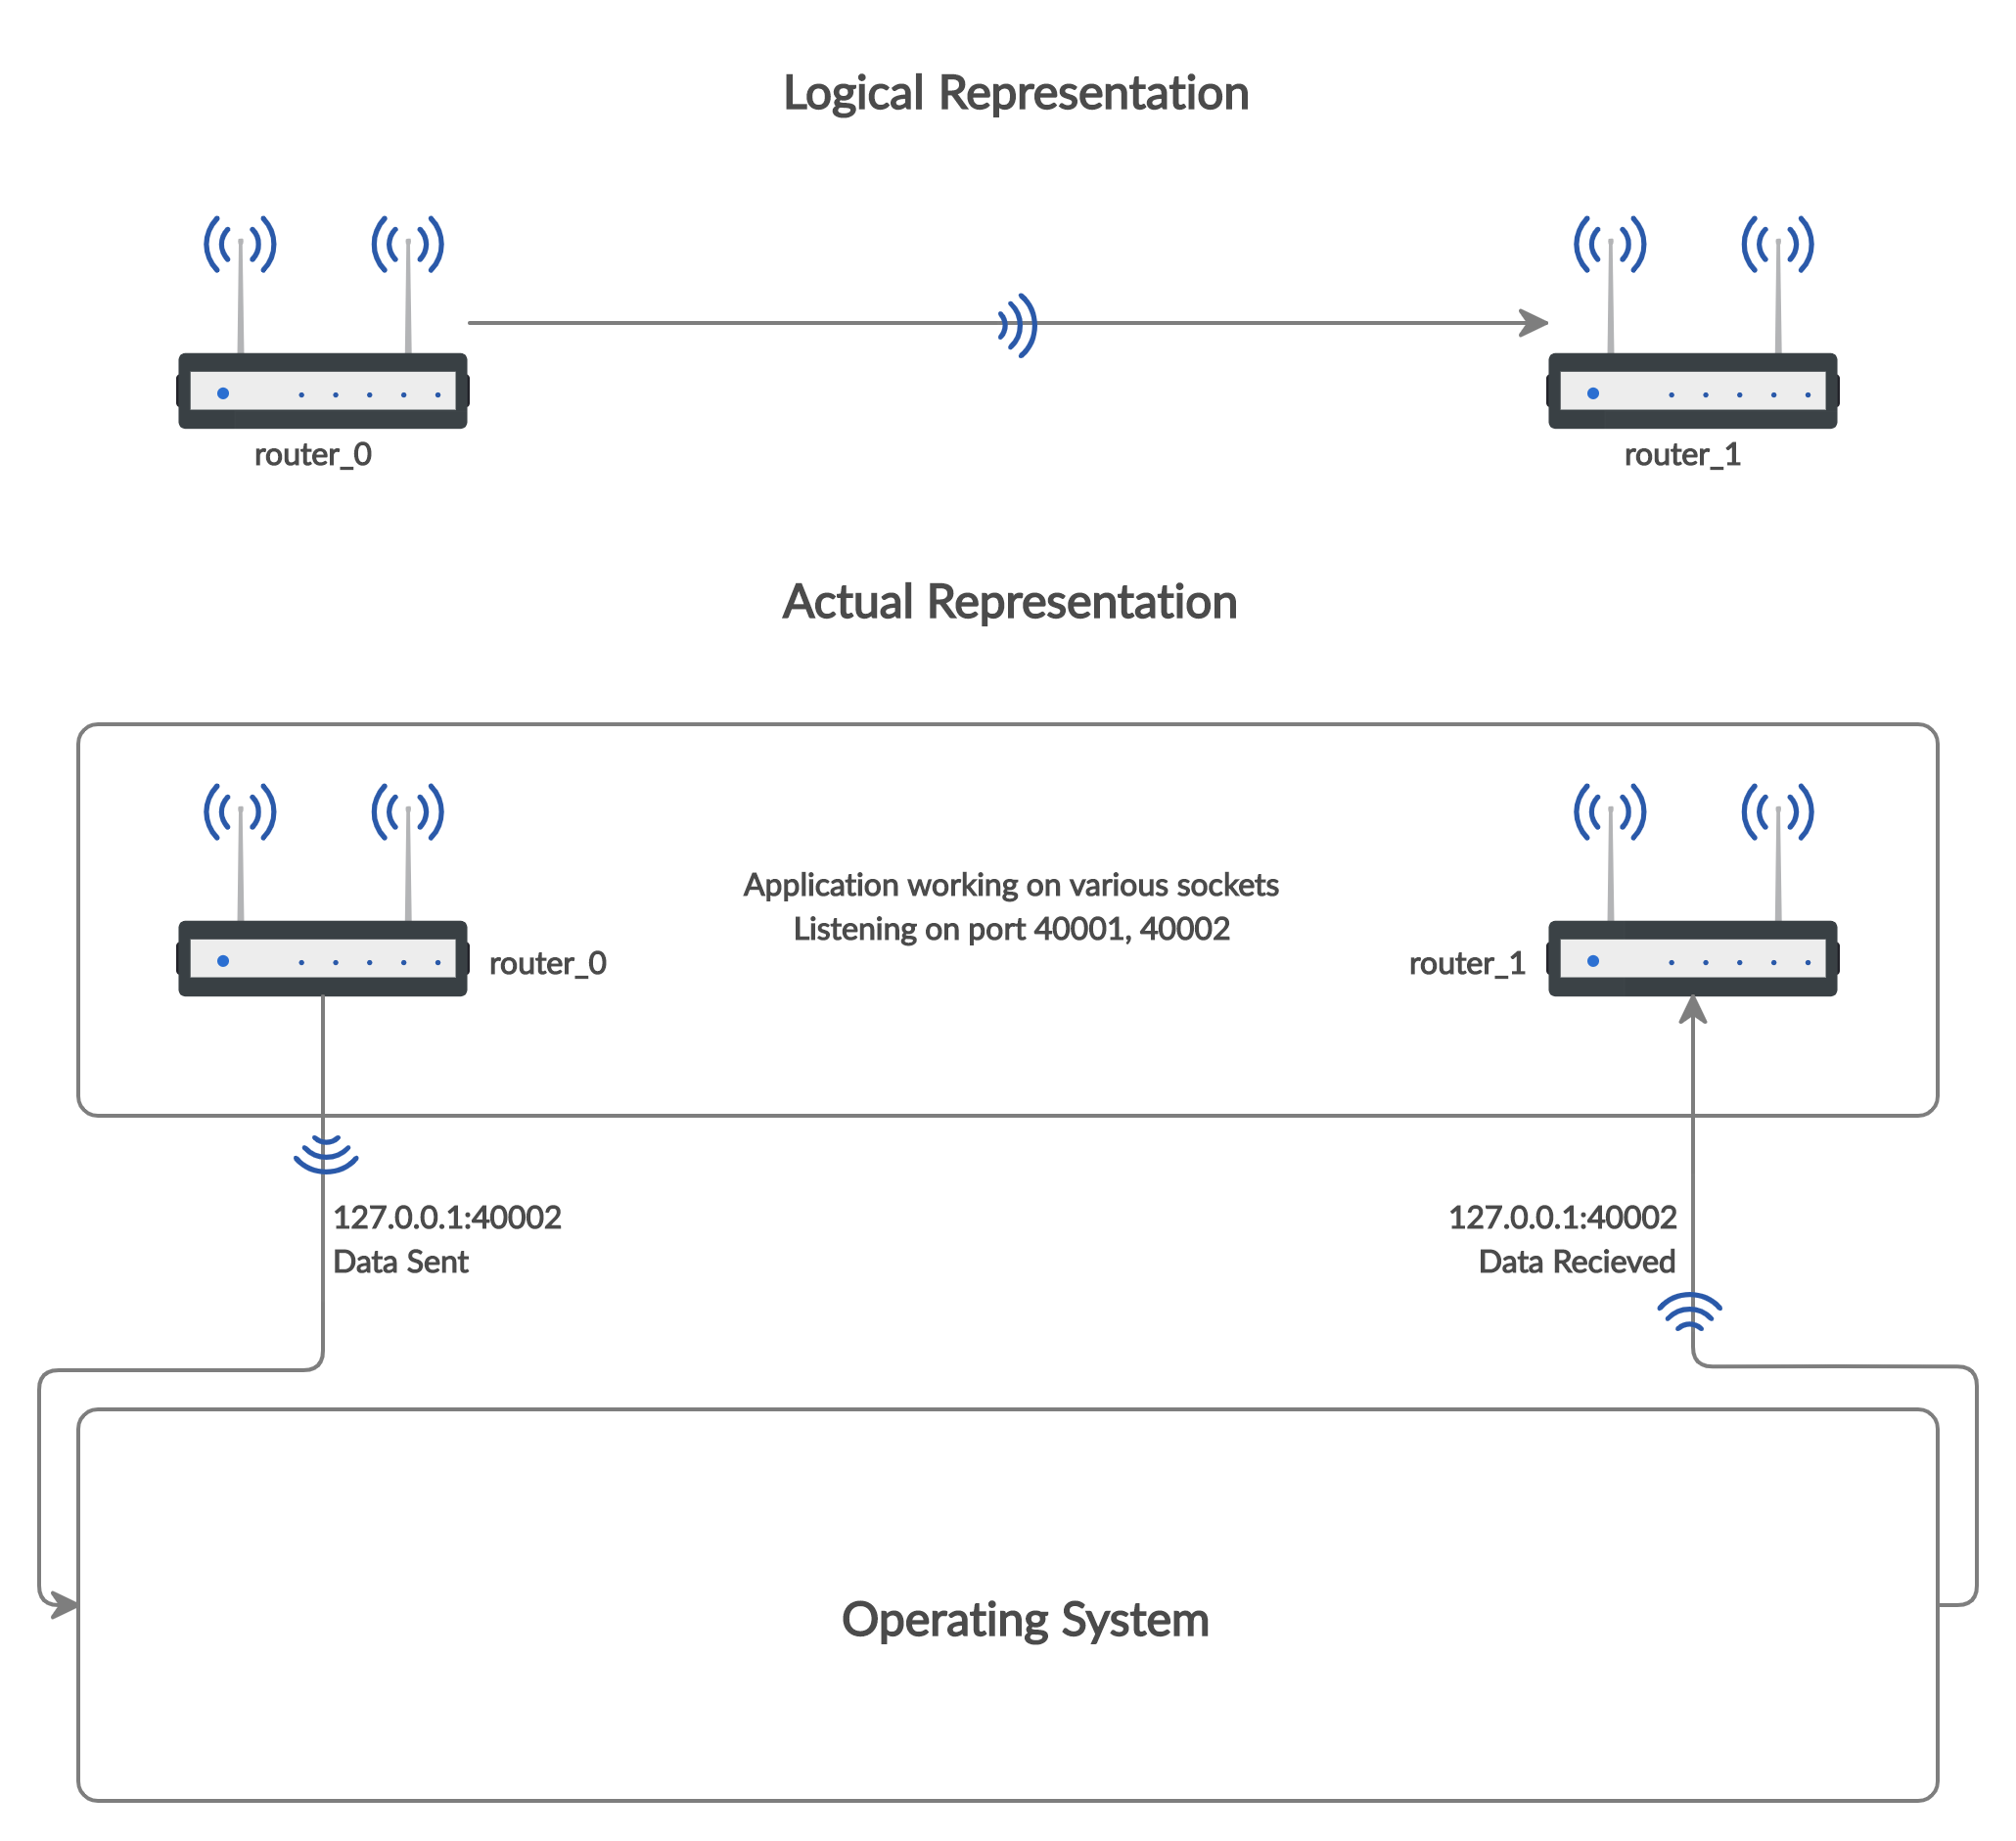 Logical Representation
router_0
router_1
Actual Representation
Application working on various sockets
Listening on port 40001, 40002
router_0
router_1
127.0.0.1:40002
Data Sent
127.0.0.1:40002
Data Recieved
Operating System